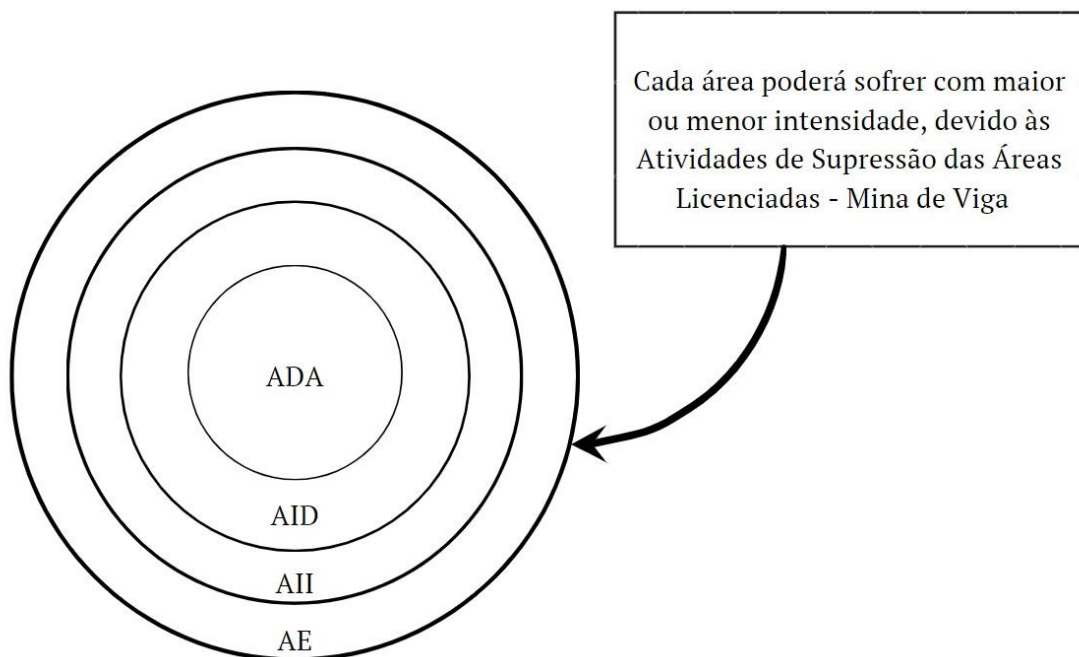 Cada área poderá sofrer com maior
ou menor intensidade, devido às
Atividades de Supressão das Áreas
Licenciadas - Mina de Viga
ADA
AID
AII
AE